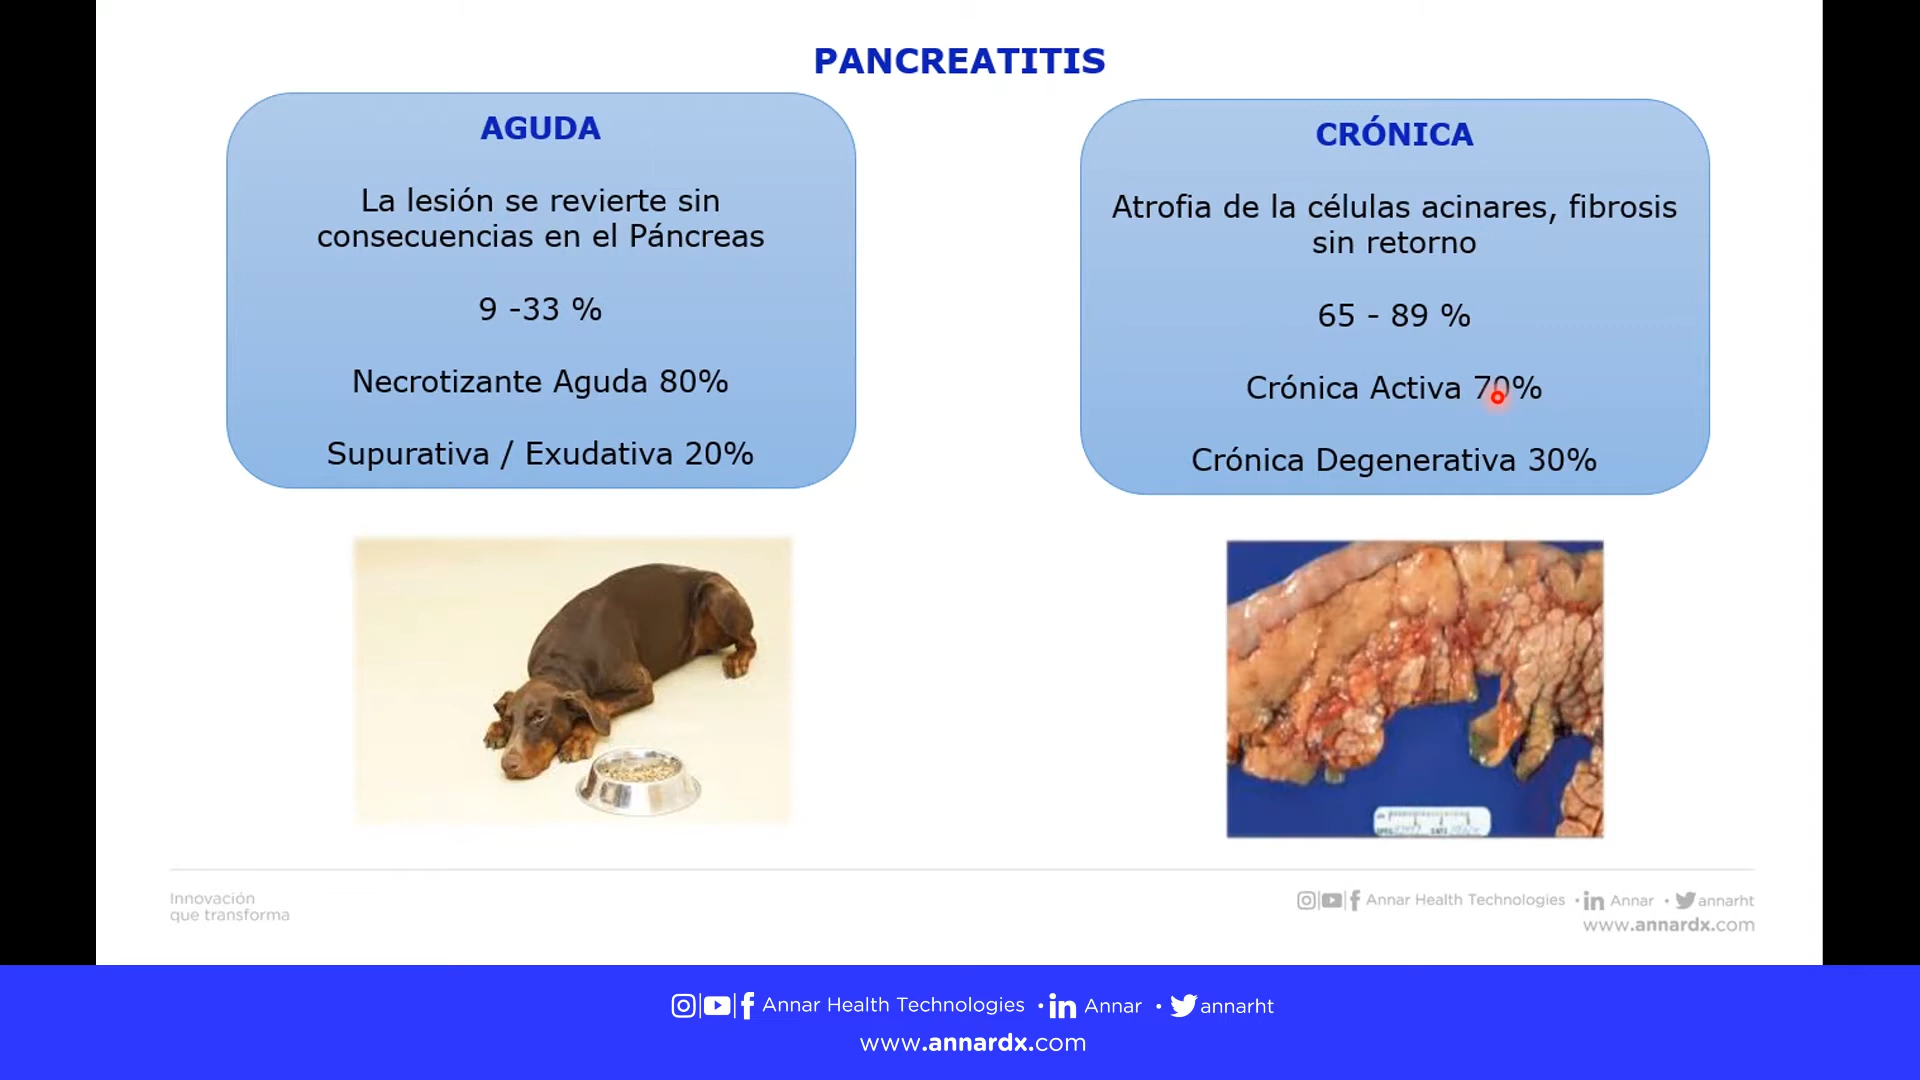 PANCREATITIS
AGUDA
La lesión se revierte sin
consecuencias en el Páncreas
9 -33 %
Necrotizante Aguda 80%
Supurativa / Exudativa 20%
CRÓNICA
Atrofia de la células acinares, fibrosis
sin retorno
65 - 89 %
Crónica Activa 70%
Crónica Degenerativa 30%
Innovación
que transforma
Annar Health Technologies • Annar • annarht
www.annardx.com
Annar Health Technologies • Annar • annarht
www.annardx.com